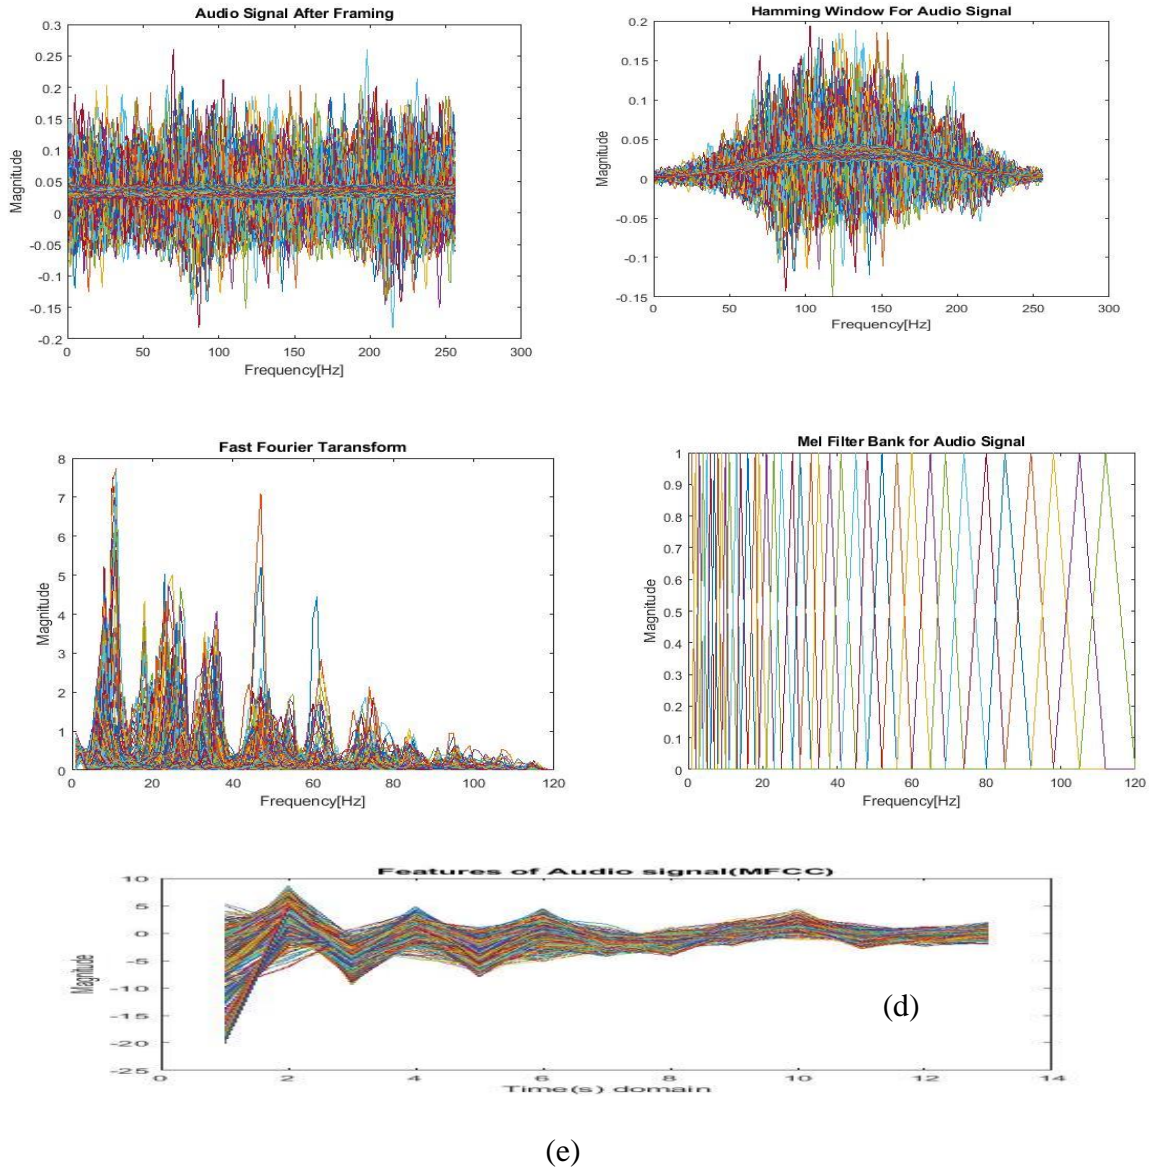 Audio Signal After Framing
0.3
0.25
0.2
0.15
0.1
0.05
0
-0.05
-0.1
-0.15
-0.2
Magnitude
0 50 100 150 200 250 300
Frequency[Hz]
Hamming Window For Audio Signal
0.2
0.15
0.1
0.05
0
-0.05
-0.1
-0.15
Magnitude
0 50 100 150 200 250 300
Frequency[Hz]
Fast Fourier Taransform
8
7
6
5
4
3
2
1
0
Magnitude
0 20 40 60 80 100 120
Frequency[Hz]
Mel Filter Bank for Audio Signal
1
0.9
0.8
0.7
0.6
0.5
0.4
0.3
0.2
0.1
0
Magnitude
0 20 40 60 80 100 120
Frequency[Hz]
Features of Audio signal(MFCC)
10
5
0
-5
-10
-15
-20
-25
Magnitude
(d)
0 2 4 6 8 10 12 14
Time(s) domain
(e)